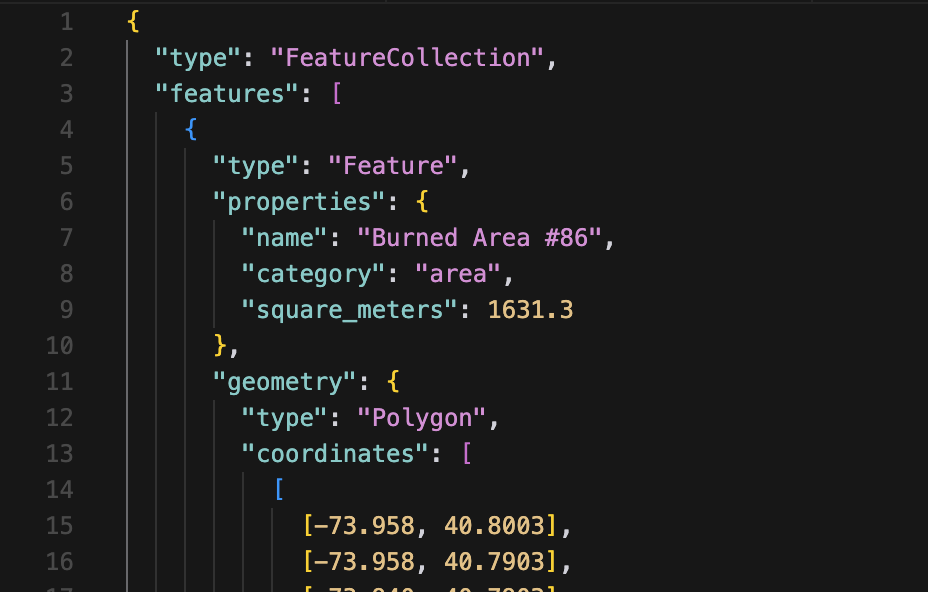 1 {
2 "type": "FeatureCollection",
3 "features": [
4 {
5 "type": "Feature",
6 "properties": {
7 "name": "Burned Area #86",
8 "category": "area",
9 "square_meters": 1631.3
10 },
11 "geometry": {
12 "type": "Polygon",
13 "coordinates": [
14 [
15 [-73.958, 40.8003],
16 [-73.958, 40.7903],